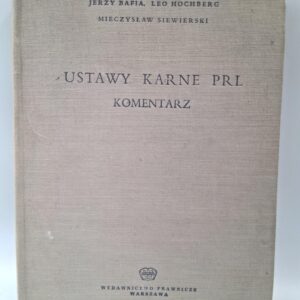 JERZY BAFIA, LEO HOCHBERG
MIECZYSŁAW SIEWIERSKI
USTAWY KARNE PRL
KOMENTARZ
WYDAWNICTWO PRAWNICZE
WARSZAWA